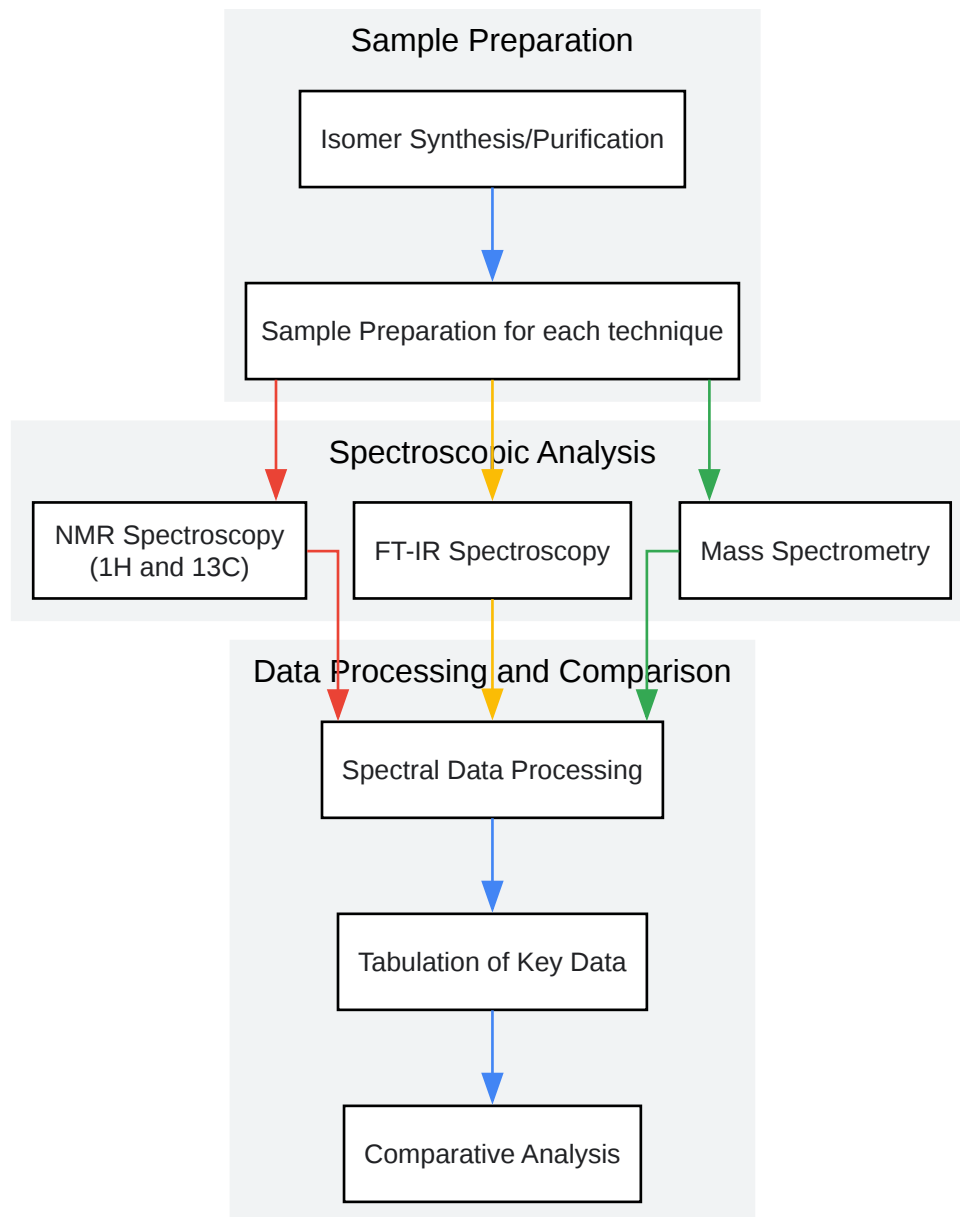 Sample Preparation
Isomer Synthesis/Purification
Sample Preparation for each technique
Spectroscopic Analysis
NMR Spectroscopy
(1H and 13C)
FT-IR Spectroscopy
Mass Spectrometry
Data Processing and Comparison
Spectral Data Processing
Tabulation of Key Data
Comparative Analysis